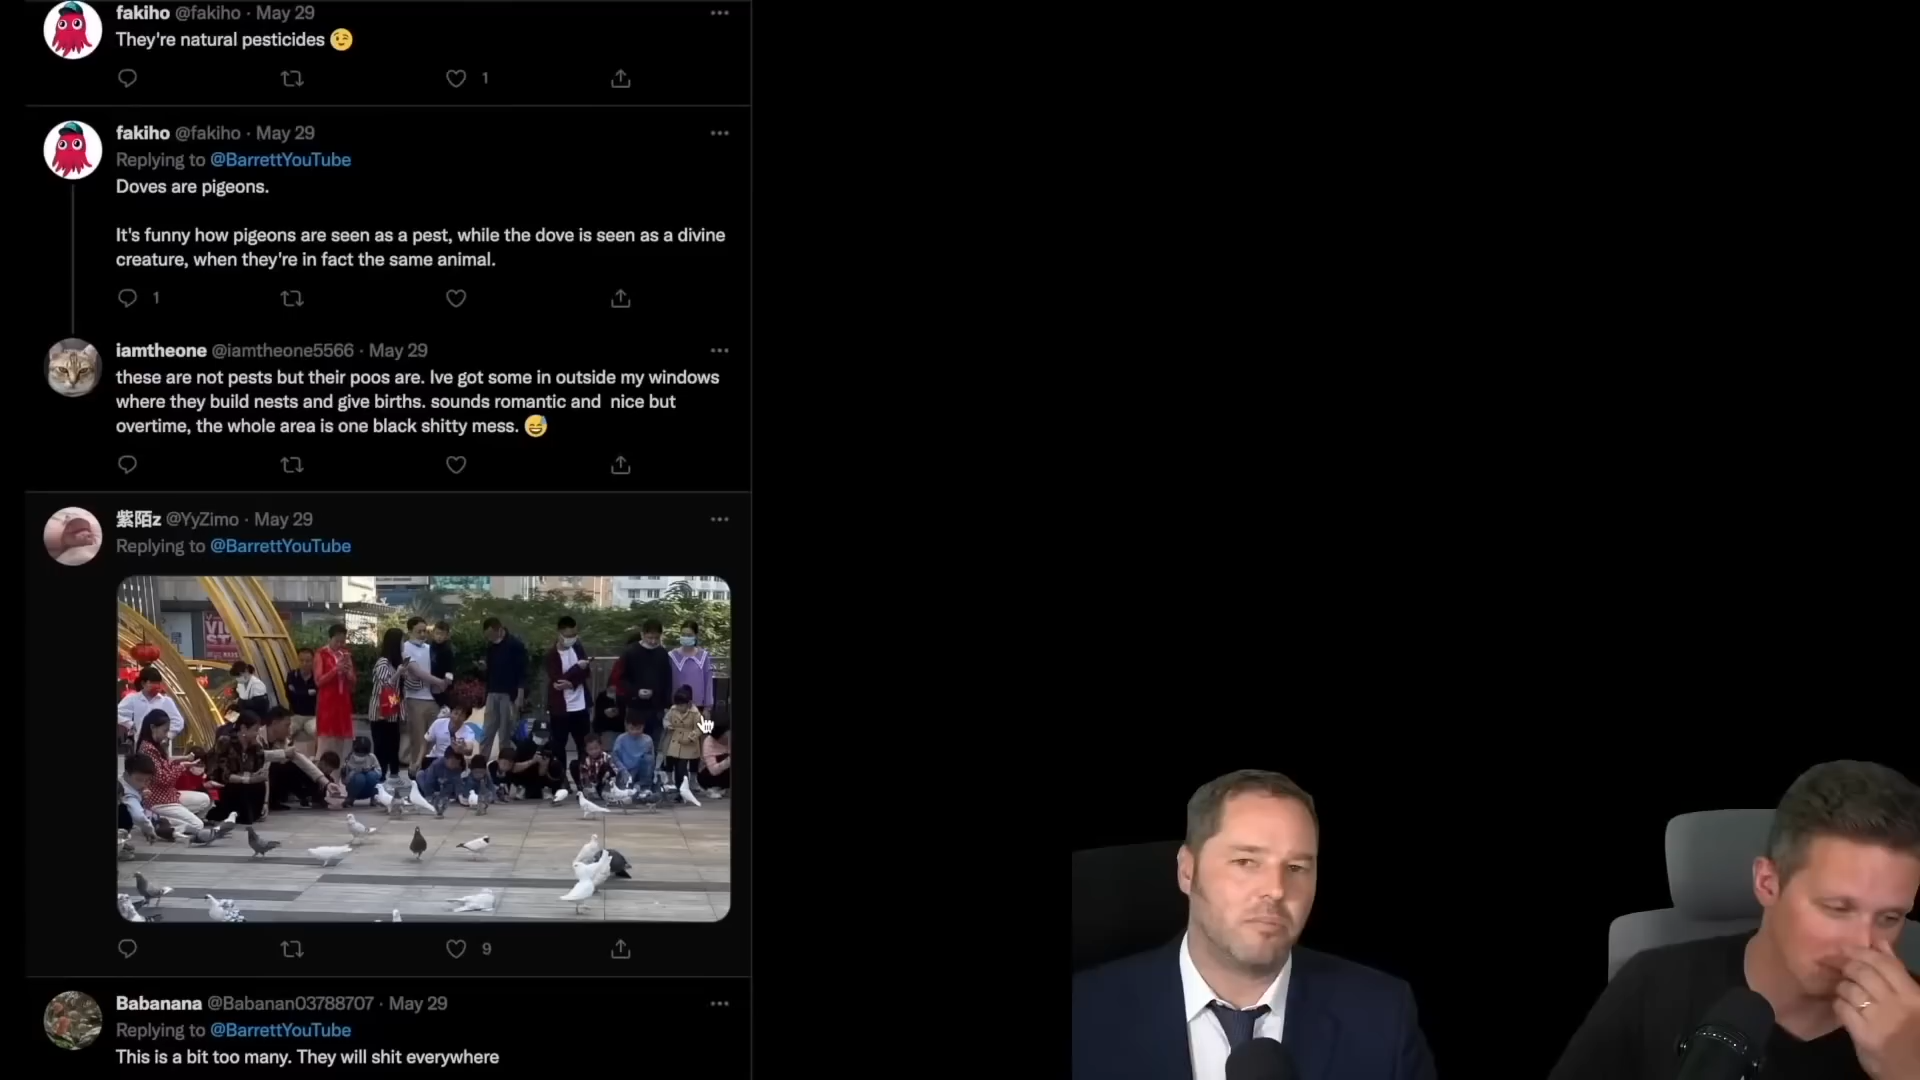 fakiho @fakiho · May 29
They're natural pesticides 😉
1
fakiho @fakiho · May 29
Replying to @BarrettYouTube
Doves are pigeons.
It's funny how pigeons are seen as a pest, while the dove is seen as a divine
creature, when they're in fact the same animal.
1
iamtheone @iamtheone5566 · May 29
these are not pests but their poos are. Ive got some in outside my windows
where they build nests and give births. sounds romantic and  nice but
overtime, the whole area is one black shitty mess. 😅
紫陌z @YyZimo · May 29
Replying to @BarrettYouTube
9
Babanana @Babanan03788707 · May 29
Replying to @BarrettYouTube
This is a bit too many. They will shit everywhere